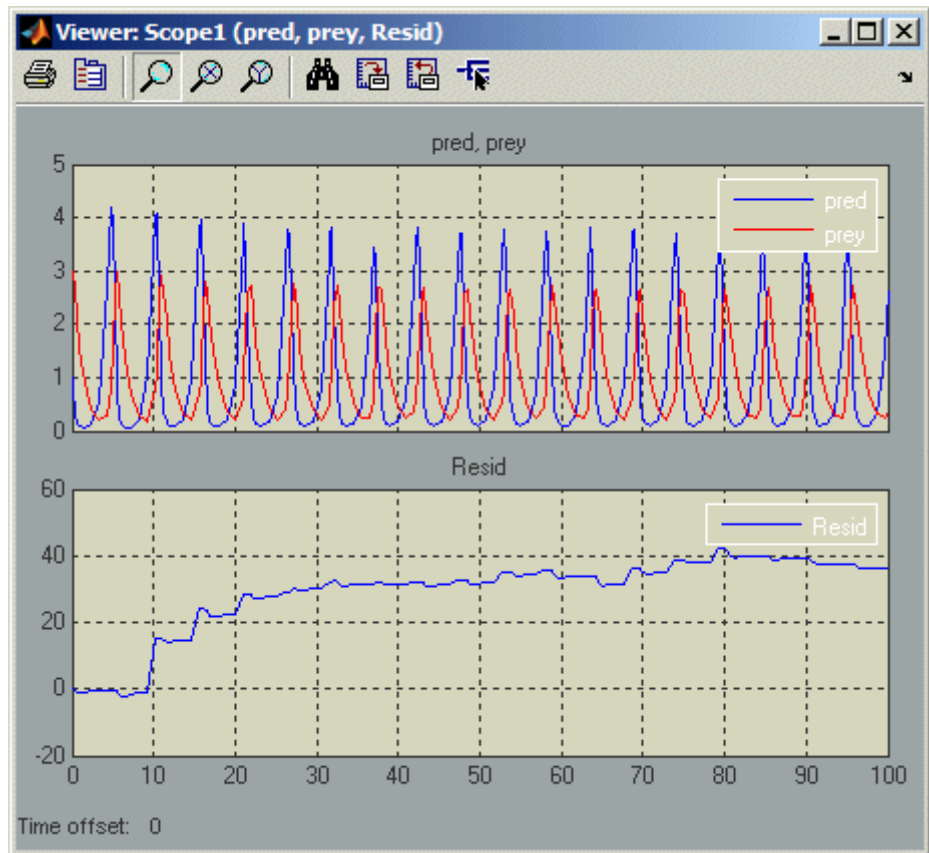 Viewer: Scope1 (pred, prey, Resid)
pred, prey
5
4
3
2
1
0
pred
prey
Resid
60
40
20
0
-20
Resid
0 10 20 30 40 50 60 70 80 90 100
Time offset: 0